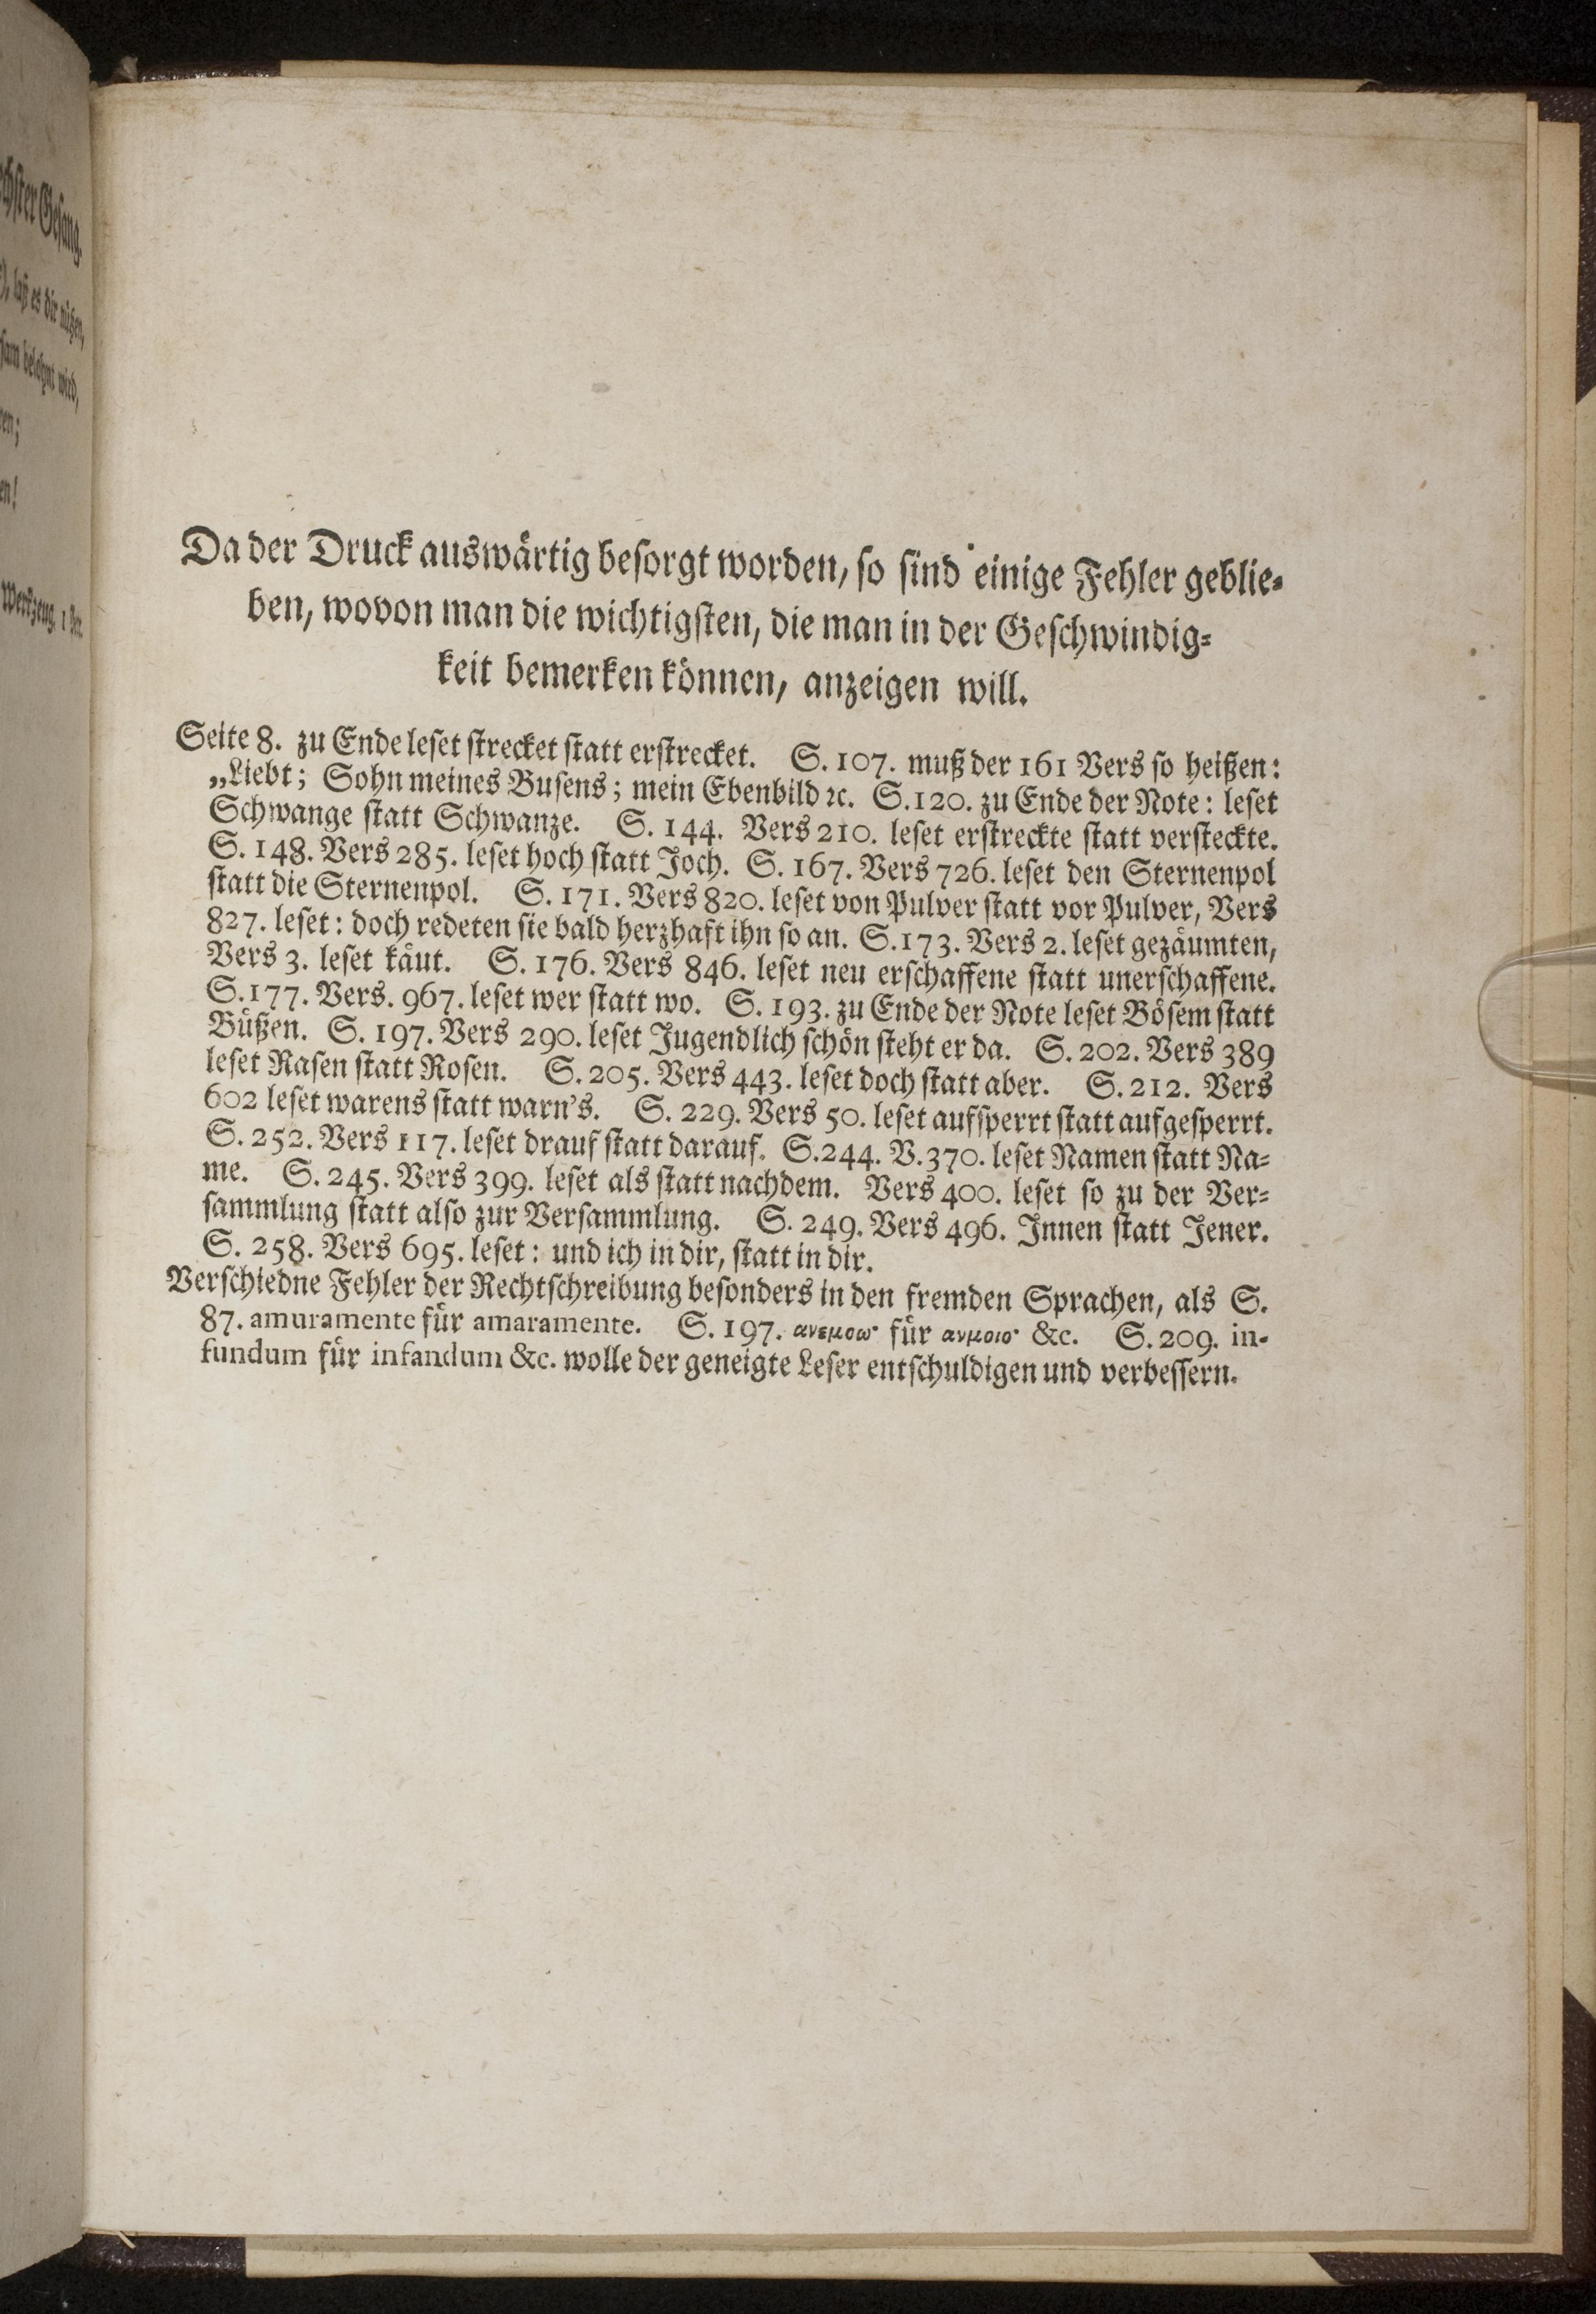 chster Gesang.
), laß es dir nützen,
sam belohnt wird,
en;
en!
Werkzeug, 1
Da der Druck auswärtig besorgt worden, so sind einige Fehler geblie-
ben, wovon man die wichtigsten, die man in der Geschwindig-
keit bemerken können, anzeigen will.
Seite 8. zu Ende leset strecket statt erstrecket. S. 107. muß der 161 Vers so heißen:
„Liebt; Sohn meines Busens; mein Ebenbild ꝛc. S. 120. zu Ende der Note: leset
Schwange statt Schwanze. S. 144. Vers 210. leset erstreckte statt versteckte.
S. 148. Vers 285. leset hoch statt Joch. S. 167. Vers 726. leset den Sternenpol
statt die Sternenpol. S. 171. Vers 820. leset von Pulver statt vor Pulver, Vers
827. leset: doch redeten sie bald herzhaft ihn so an. S. 173. Vers 2. leset gezäumten,
Vers 3. leset käut. S. 176. Vers 846. leset neu erschaffene statt unerschaffene.
S. 177. Vers. 967. leset wer statt wo. S. 193. zu Ende der Note leset Bösem statt
Büßen. S. 197. Vers 290. leset Jugendlich schön steht er da. S. 202. Vers 389
leset Rasen statt Rosen. S. 205. Vers 443. leset doch statt aber. S. 212. Vers
602 leset warens statt warn's. S. 229. Vers 50. leset aufsperrt statt aufgesperrt.
S. 252. Vers 117. leset drauf statt darauf. S. 244. V. 370. leset Namen statt Na-
me. S. 245. Vers 399. leset als statt nachdem. Vers 400. leset so zu der Ver-
sammlung statt also zur Versammlung. S. 249. Vers 496. Innen statt Jener.
S. 258. Vers 695. leset: und ich in dir, statt in dir.
Verschiedne Fehler der Rechtschreibung besonders in den fremden Sprachen, als S.
87. amuramente für amaramente. S. 197. für &c. S. 209. in-
fundum für infandum &c. wolle der geneigte Leser entschuldigen und verbessern.